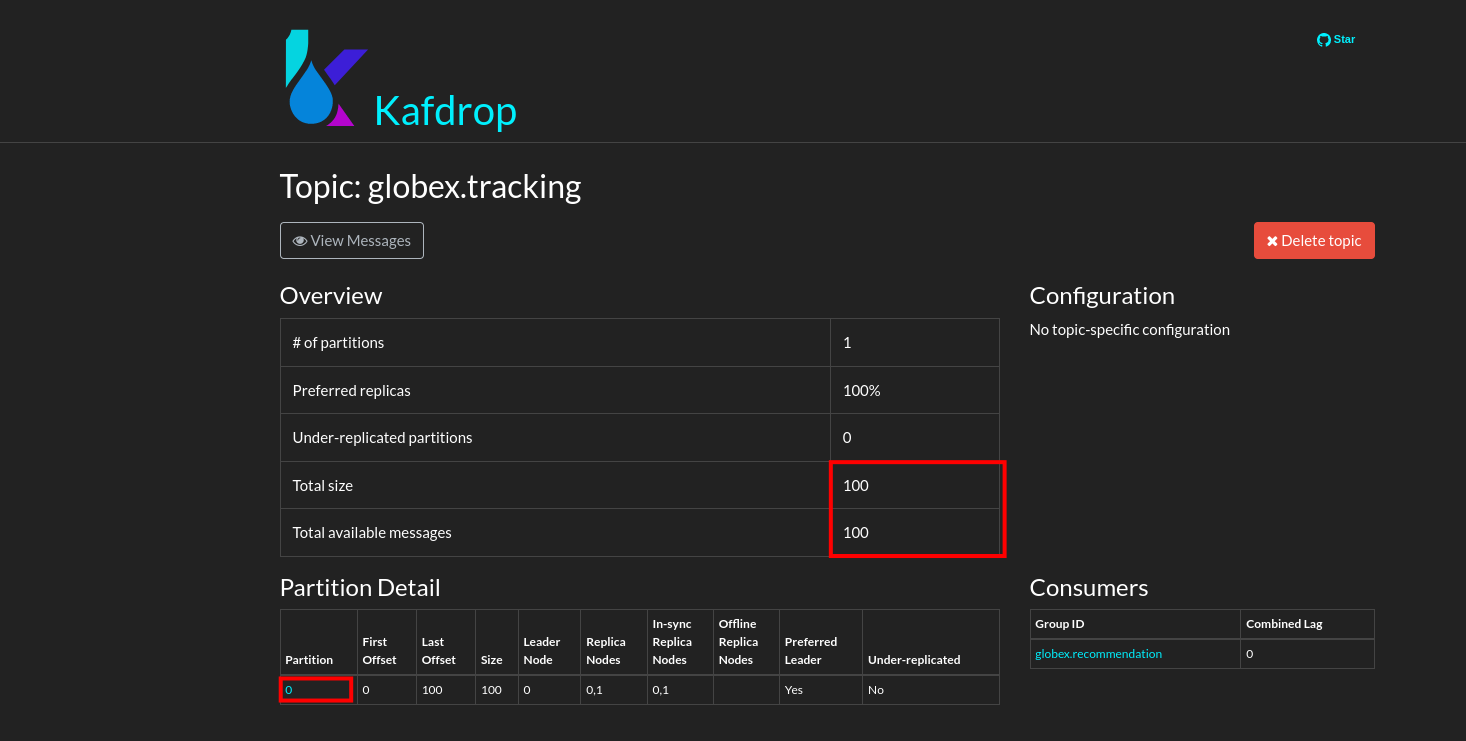 Star
Kafdrop
Topic: globex.tracking
View Messages
Delete topic
Overview
# of partitions 1
Preferred replicas 100%
Under-replicated partitions 0
Total size 100
Total available messages 100
Configuration
No topic-specific configuration
Partition Detail
Partition First Offset Last Offset Size Leader Node Replica Nodes In-sync Replica Nodes Offline Replica Nodes Preferred Leader Under-replicated
0 0 100 100 0 0,1 0,1 Yes No
Consumers
Group ID Combined Lag
globex.recommendation 0